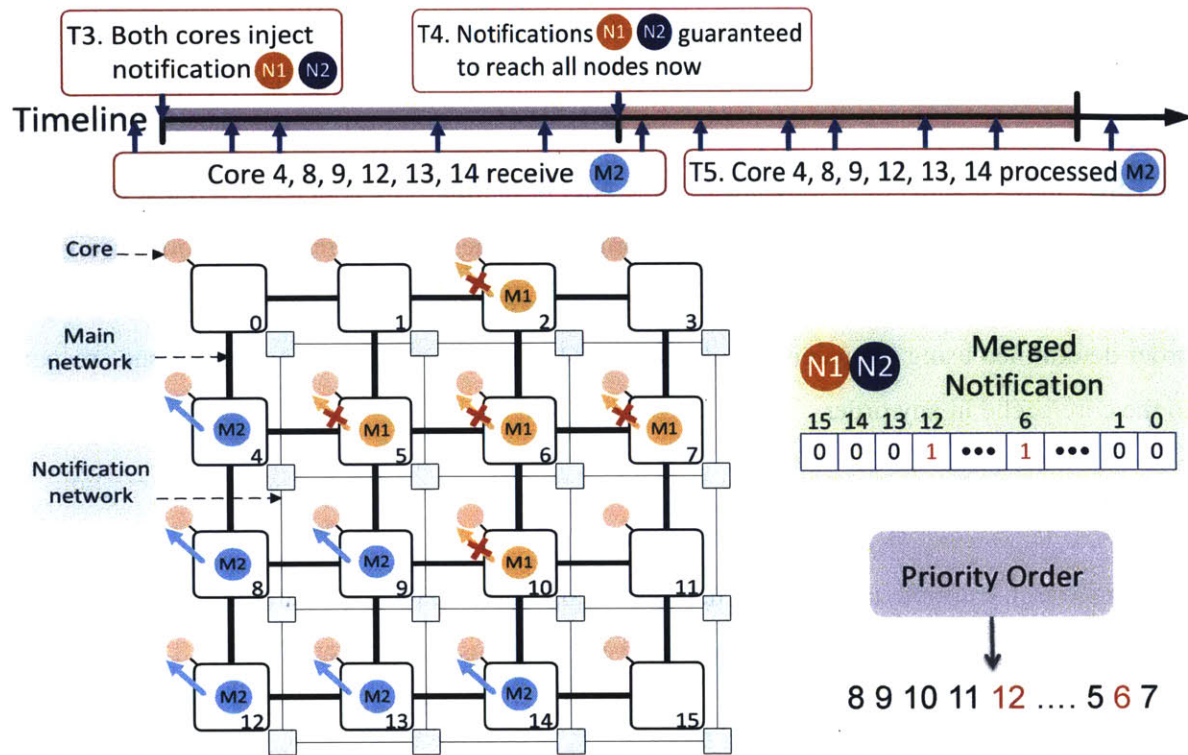 T3. Both cores inject
notification N1 N2
T4. Notifications N1 N2 guaranteed
to reach all nodes now
Timeline
Core 4, 8, 9, 12, 13, 14 receive M2
T5. Core 4, 8, 9, 12, 13, 14 processed M2
Core
Main
network
Notification
network
M1
0 1 2 3
M2 M1 M1 M1
4 5 6 7
M2 M2 M1
8 9 10 11
M2 M2 M2
12 13 14 15
N1 N2 Merged
Notification
15 14 13 12 6 1 0
0 0 0 1 ••• 1 ••• 0 0
Priority Order
8 9 10 11 12 .... 5 6 7